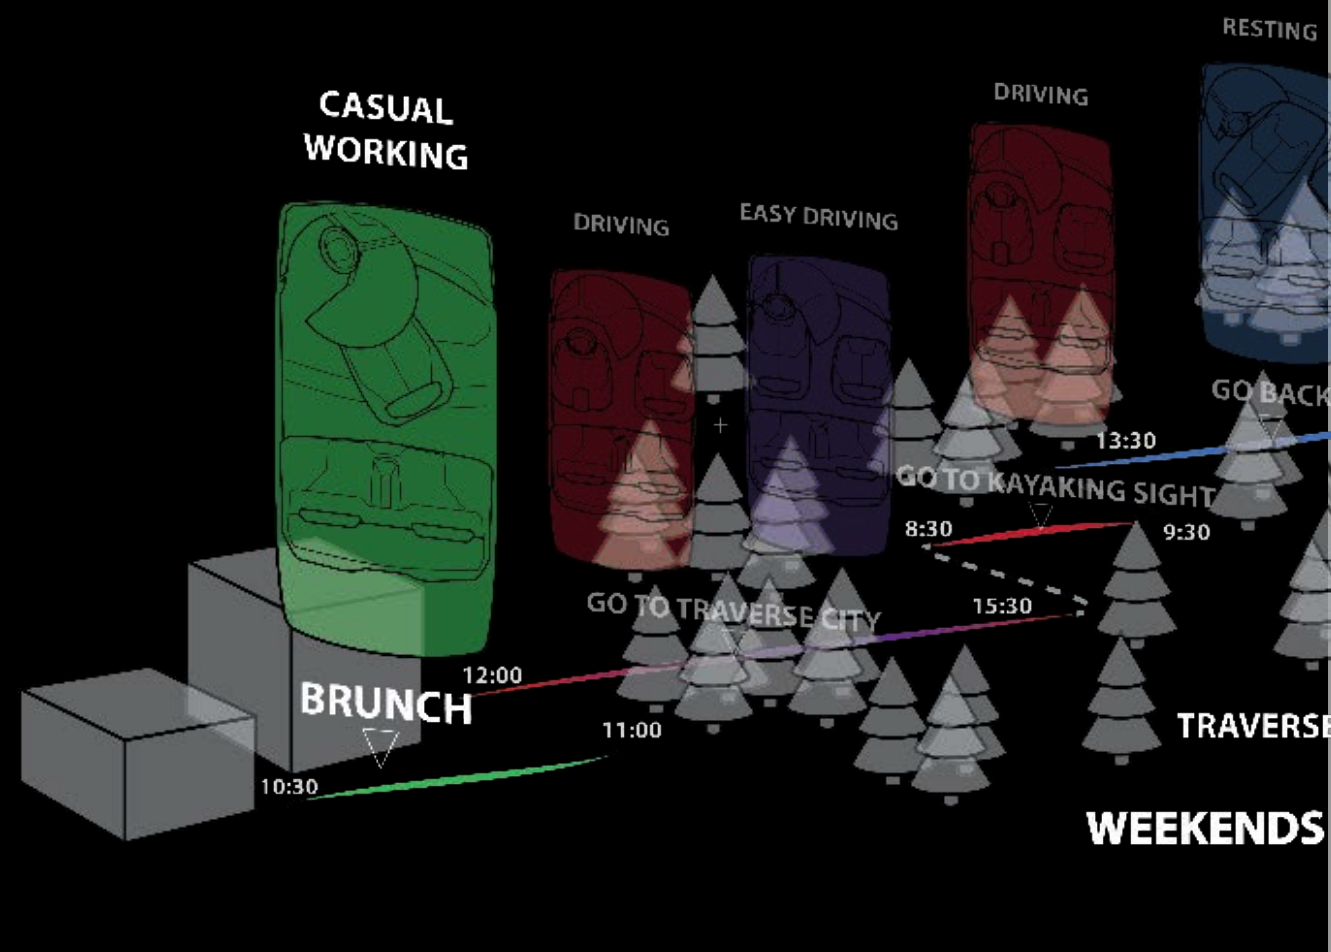 RESTING
DRIVING
CASUAL
WORKING
DRIVING
EASY DRIVING
GO BACK
13:30
GO TO KAYAKING SIGHT
8:30
9:30
GO TO TRAVERSE CITY
15:30
12:00
BRUNCH
11:00
TRAVERSE
10:30
WEEKENDS